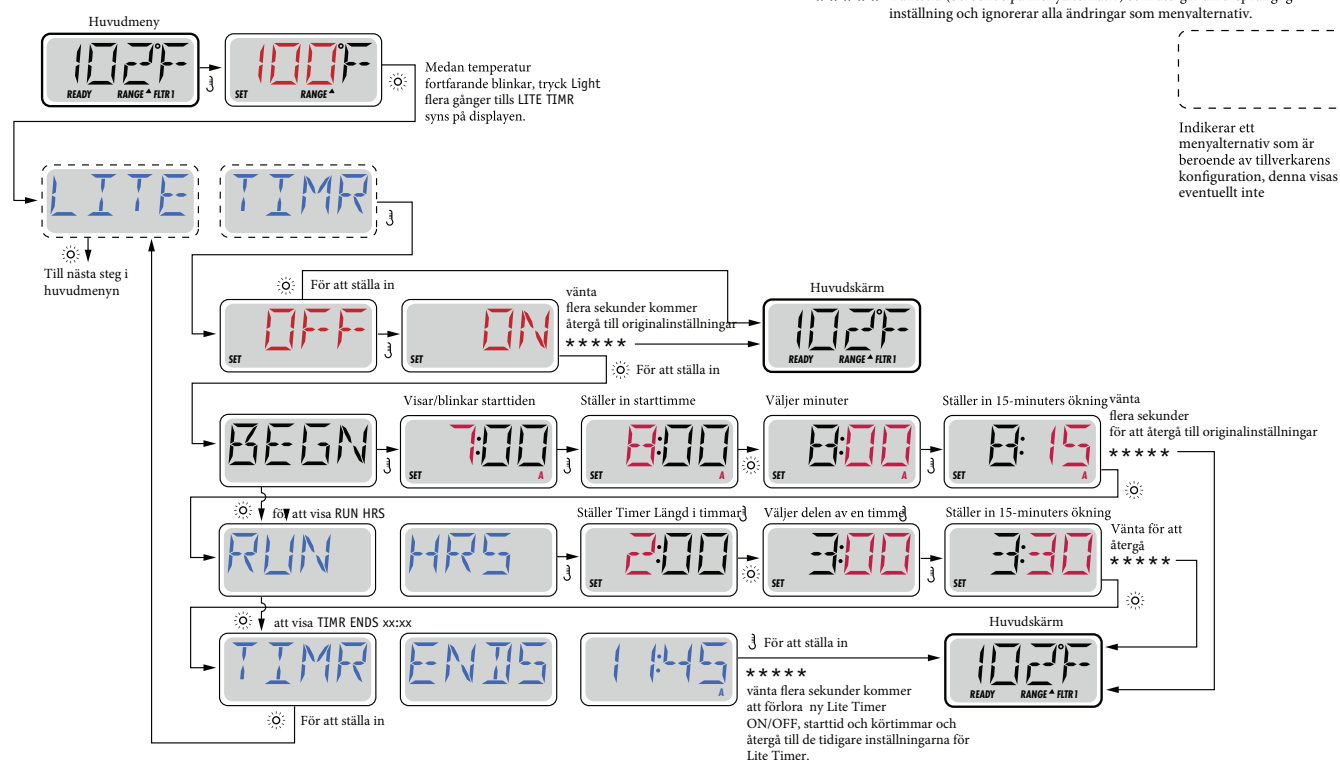 inställning och ignorerar alla ändringar som menyalternativ.
Huvudmeny
102°F
READY RANGE FLTR1
100°F
SET RANGE
Medan temperatur
fortfarande blinkar, tryck Light
flera gånger tills LITE TIMR
syns på displayen.
Indikerar ett
menyalternativ som är
beroende av tillverkarens
konfiguration, denna visas
eventuellt inte
LITE
TIMR
Till nästa steg i
huvudmenyn
För att ställa in
OFF
SET
ON
SET
vänta
flera sekunder kommer
återgå till originalinställningar
*****
Huvudskärm
102°F
READY RANGE FLTR1
För att ställa in
BEGN
Visar/blinkar starttiden
7:00
SET A
Ställer in starttimme
8:00
SET A
Väljer minuter
8:00
SET A
Ställer in 15-minuters ökning
8:15
SET A
vänta
flera sekunder
för att återgå till originalinställningar
*****
för att visa RUN HRS
RUN
HRS
Ställer Timer Längd i timmar
2:00
SET
Väljer delen av en timme
3:00
SET
Ställer in 15-minuters ökning
3:30
SET
Vänta för att
återgå
*****
att visa TIMR ENDS xx:xx
TIMR
ENDS
11:45
A
För att ställa in
*****
vänta flera sekunder kommer
att förlora ny Lite Timer
ON/OFF, starttid och körtimmar och
återgå till de tidigare inställningarna för
Lite Timer.
Huvudskärm
102°F
READY RANGE FLTR1
För att ställa in